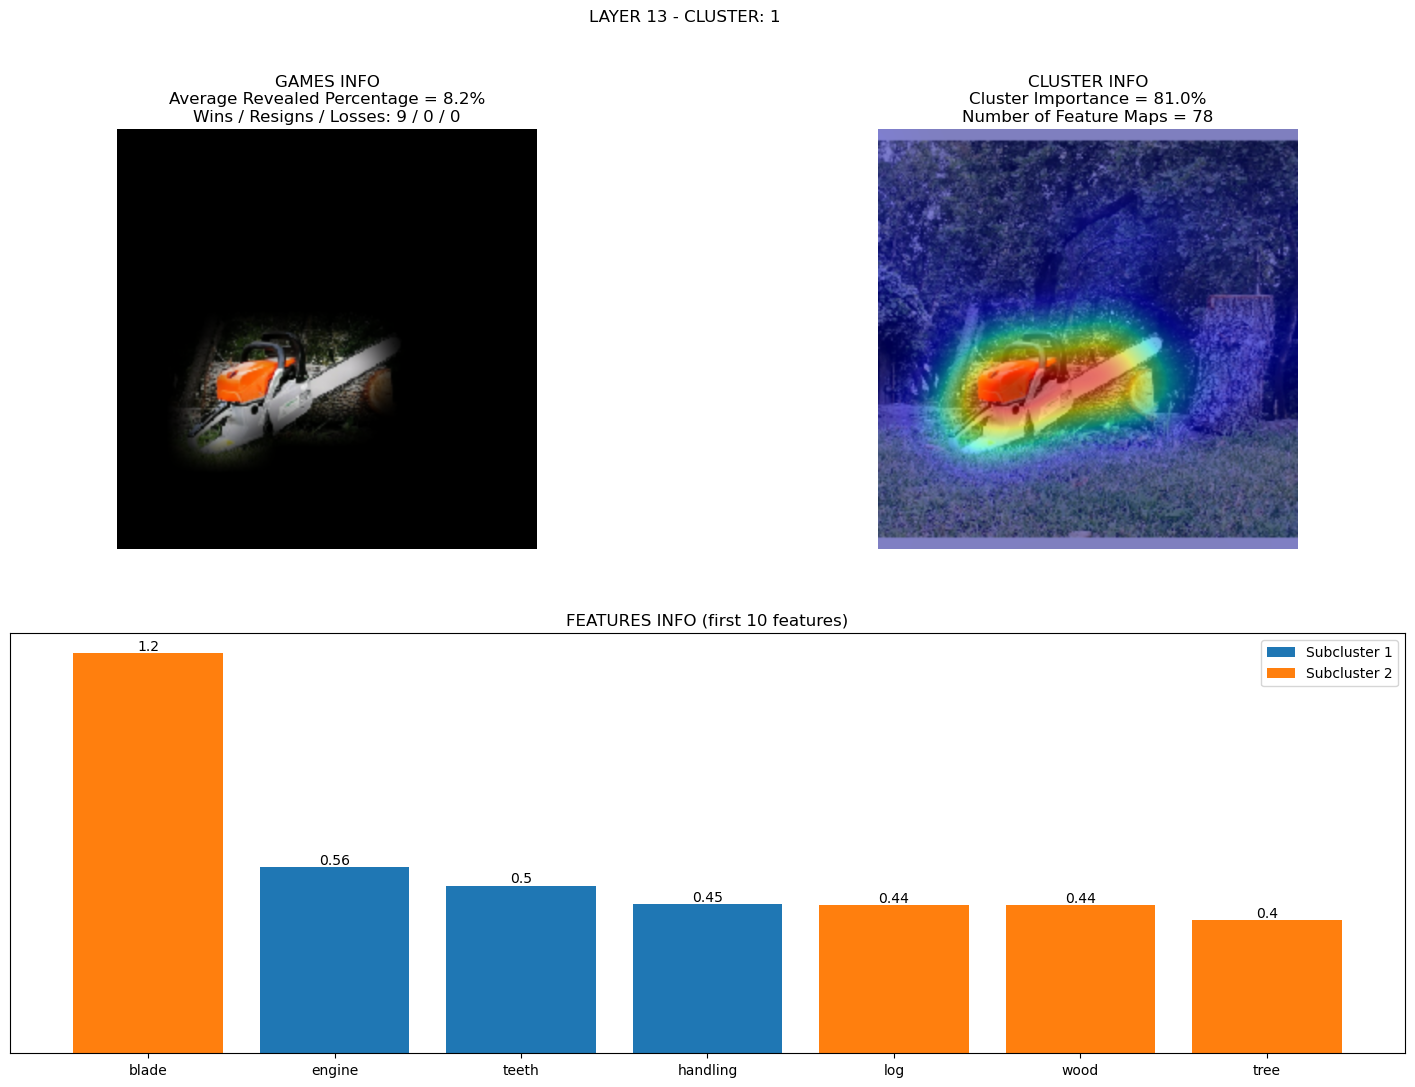 LAYER 13 - CLUSTER: 1
GAMES INFO
Average Revealed Percentage = 8.2%
Wins / Resigns / Losses: 9 / 0 / 0
CLUSTER INFO
Cluster Importance = 81.0%
Number of Feature Maps = 78
FEATURES INFO (first 10 features)
Subcluster 1
Subcluster 2
1.2
0.56
0.5
0.45
0.44
0.44
0.4
blade
engine
teeth
handling
log
wood
tree